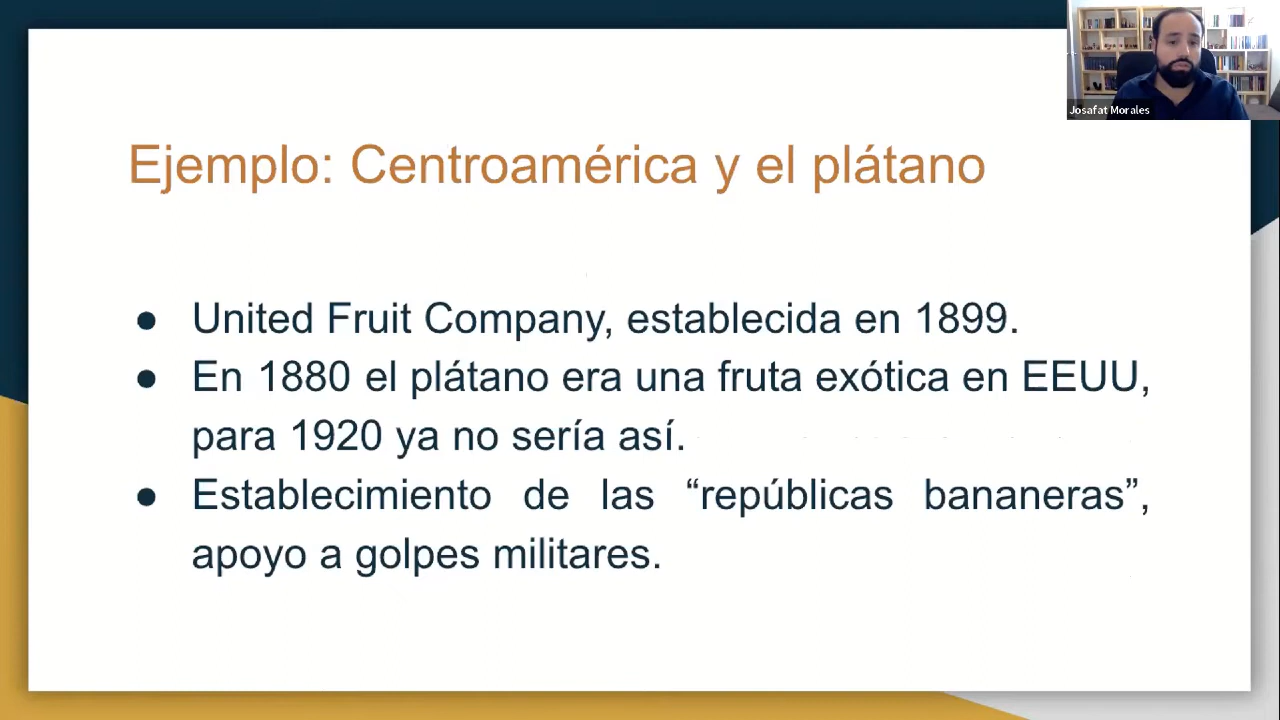 Josafat Morales
Ejemplo: Centroamérica y el plátano
● United Fruit Company, establecida en 1899.
● En 1880 el plátano era una fruta exótica en EEUU,
para 1920 ya no sería así.
● Establecimiento de las “repúblicas bananeras”,
apoyo a golpes militares.